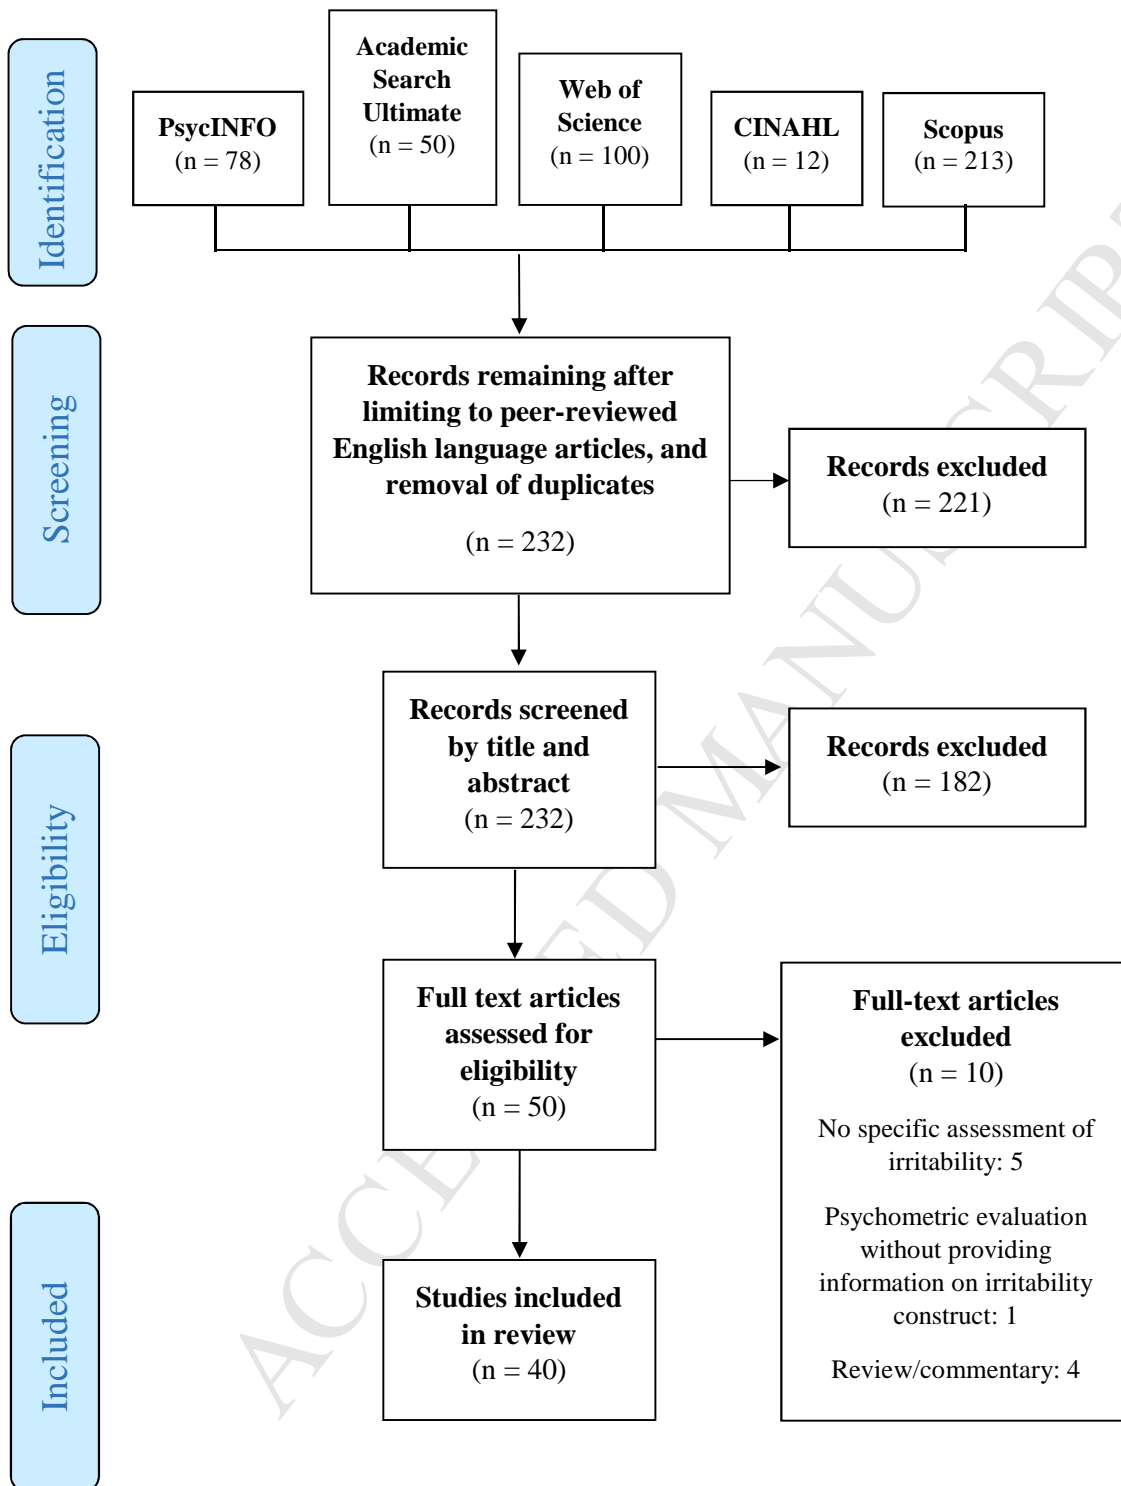 Identification
PsycINFO
(n = 78)
Academic
Search
Ultimate
(n = 50)
Web of
Science
(n = 100)
CINAHL
(n = 12)
Scopus
(n = 213)
Screening
Records remaining after
limiting to peer-reviewed
English language articles, and
removal of duplicates
(n = 232)
Records excluded
(n = 221)
Eligibility
Records screened
by title and
abstract
(n = 232)
Records excluded
(n = 182)
Full text articles
assessed for
eligibility
(n = 50)
Full-text articles
excluded
(n = 10)
No specific assessment of
irritability: 5
Psychometric evaluation
without providing
information on irritability
construct: 1
Review/commentary: 4
Included
Studies included
in review
(n = 40)
ACCEPTED MANUSCRIPT